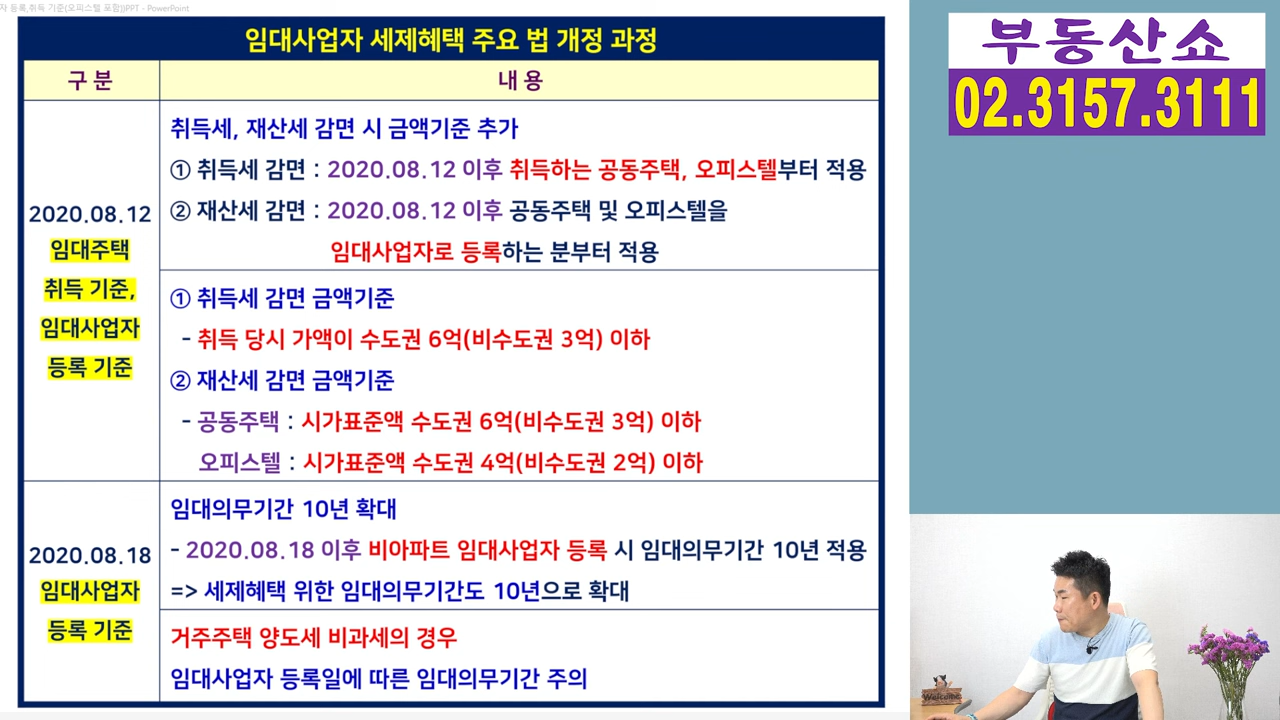 자 등록,취득 기준(오피스텔 포함))PPT - PowerPoint
임대사업자 세제혜택 주요 법 개정 과정
구 분
내 용
2020.08.12
임대주택
취득 기준,
임대사업자
등록 기준
취득세, 재산세 감면 시 금액기준 추가
① 취득세 감면 : 2020.08.12 이후 취득하는 공동주택, 오피스텔부터 적용
② 재산세 감면 : 2020.08.12 이후 공동주택 및 오피스텔을
임대사업자로 등록하는 분부터 적용
① 취득세 감면 금액기준
- 취득 당시 가액이 수도권 6억(비수도권 3억) 이하
② 재산세 감면 금액기준
- 공동주택 : 시가표준액 수도권 6억(비수도권 3억) 이하
오피스텔 : 시가표준액 수도권 4억(비수도권 2억) 이하
2020.08.18
임대사업자
등록 기준
임대의무기간 10년 확대
- 2020.08.18 이후 비아파트 임대사업자 등록 시 임대의무기간 10년 적용
=> 세제혜택 위한 임대의무기간도 10년으로 확대
거주주택 양도세 비과세의 경우
임대사업자 등록일에 따른 임대의무기간 주의
부동산쇼
02.3157.3111
Welcome